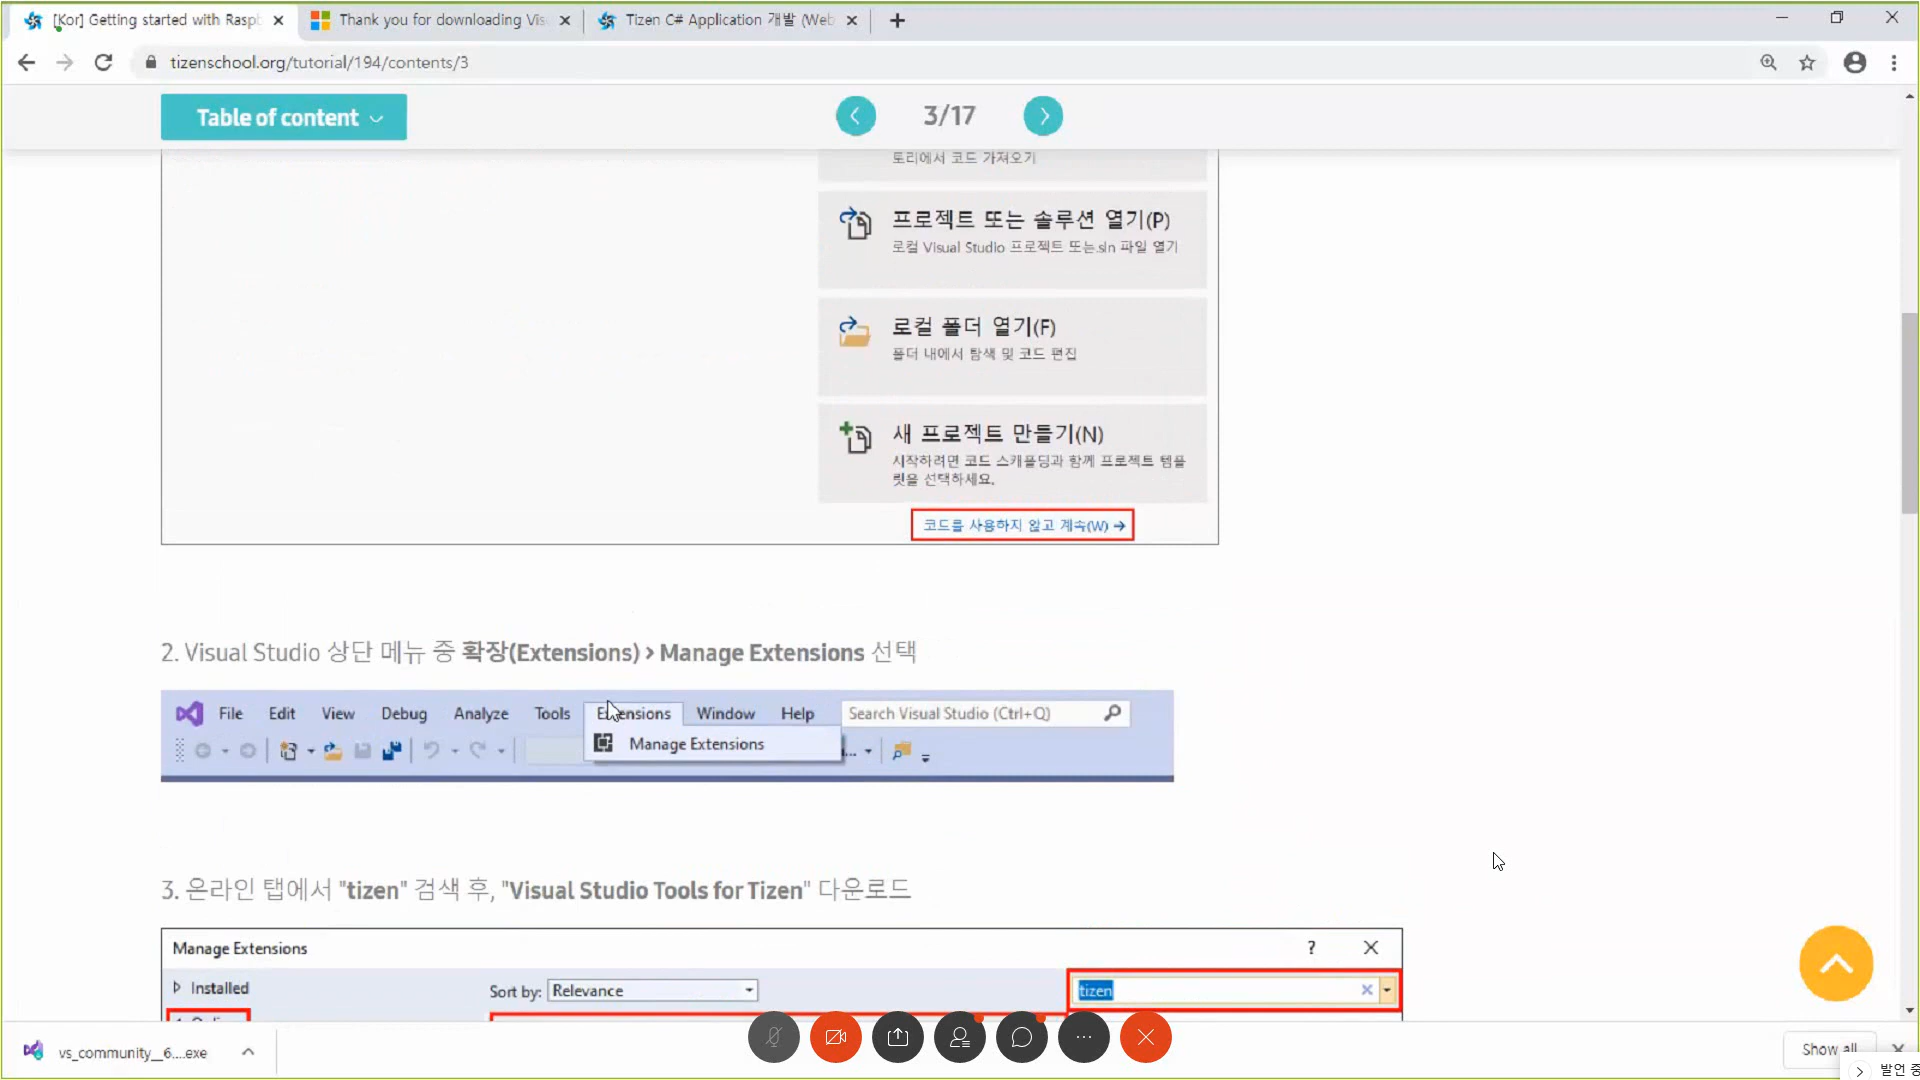 [Kor] Getting started with Rasp
Thank you for downloading Vis
Tizen C# Application 개발 (Web
tizenschool.org/tutorial/194/contents/3
Table of content
3/17
토리에서 코드 가져오기
프로젝트 또는 솔루션 열기(P)
로컬 Visual Studio 프로젝트 또는.sln 파일 열기
로컬 폴더 열기(F)
폴더 내에서 탐색 및 코드 편집
새 프로젝트 만들기(N)
시작하려면 코드 스캐폴딩과 함께 프로젝트 템플
릿을 선택하세요.
코드를 사용하지 않고 계속(W) →
2. Visual Studio 상단 메뉴 중 확장(Extensions) > Manage Extensions 선택
File Edit View Debug Analyze Tools Extensions Window Help Search Visual Studio (Ctrl+Q)
Manage Extensions
3. 온라인 탭에서 "tizen" 검색 후, "Visual Studio Tools for Tizen" 다운로드
Manage Extensions
Installed
Sort by: Relevance
tizen
vs_community__6....exe
Show all
발언 중